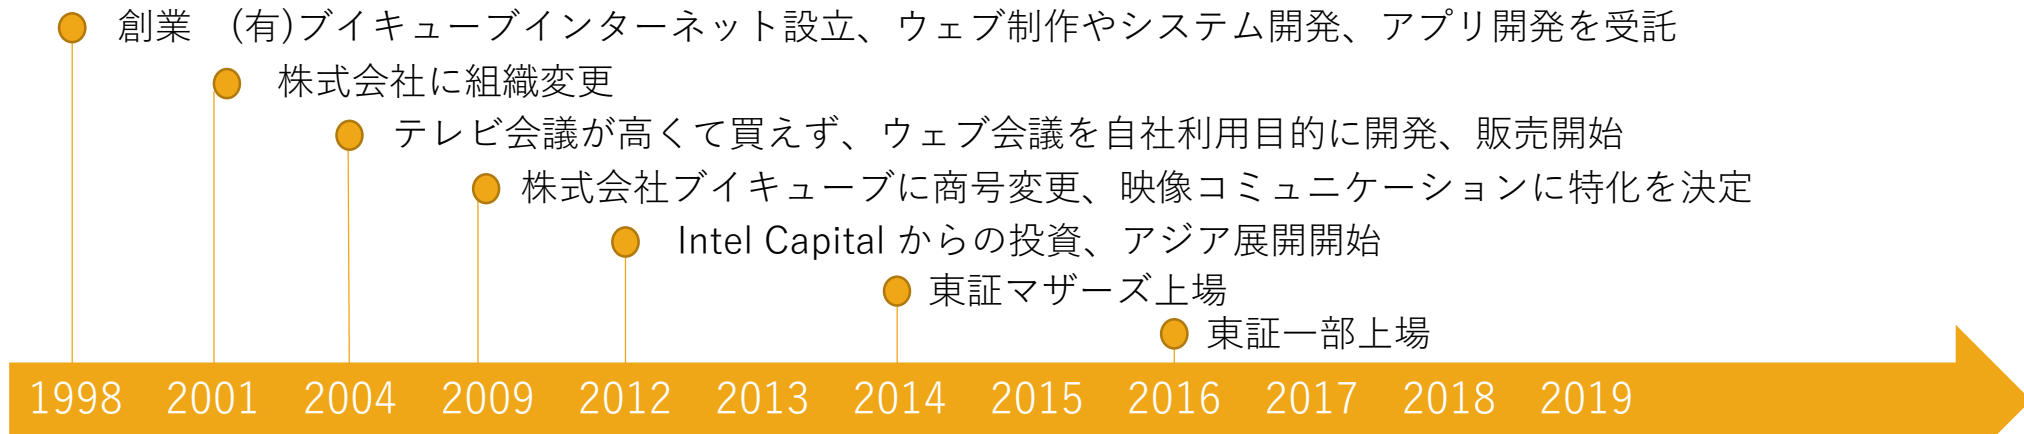 創業　(有)ブイキューブインターネット設立、ウェブ制作やシステム開発、アプリ開発を受託
株式会社に組織変更
テレビ会議が高くて買えず、ウェブ会議を自社利用目的に開発、販売開始
株式会社ブイキューブに商号変更、映像コミュニケーションに特化を決定
Intel Capital からの投資、アジア展開開始
東証マザーズ上場
東証一部上場
1998 2001 2004 2009 2012 2013 2014 2015 2016 2017 2018 2019